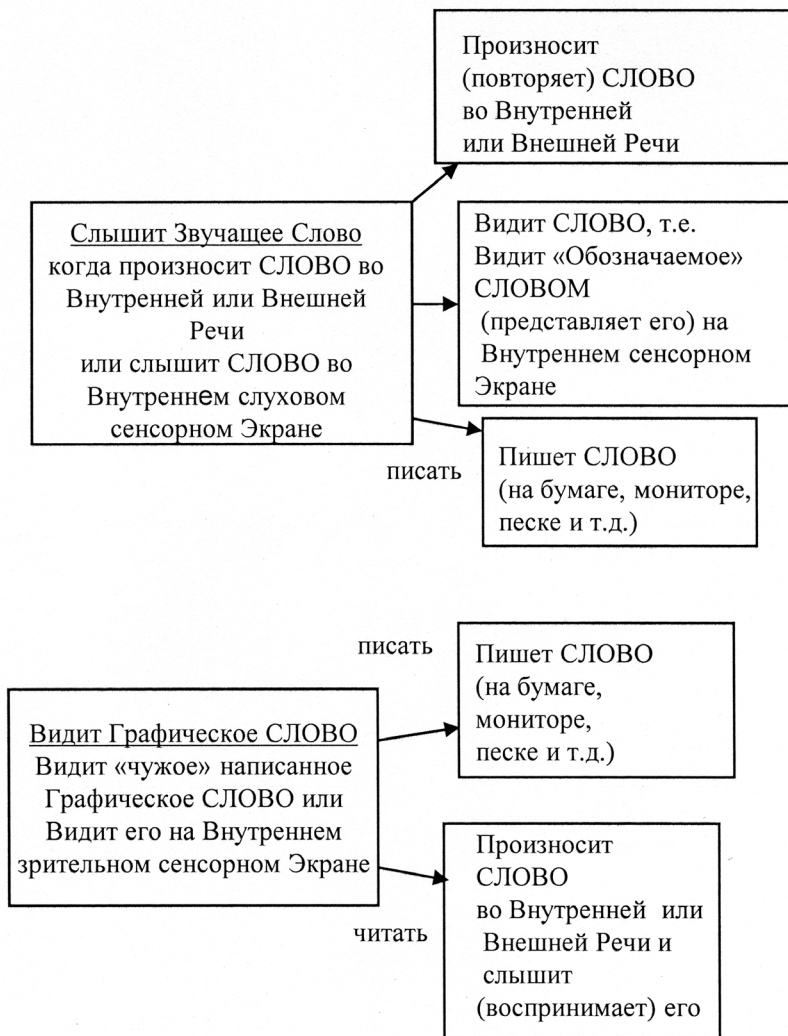 Произносит
(повторяет) СЛОВО
во Внутренней
или Внешней Речи
Слышит Звучащее Слово
когда произносит СЛОВО во
Внутренней или Внешней
Речи
или слышит СЛОВО во
Внутреннем слуховом
сенсорном Экране
Видит СЛОВО, т.е.
Видит «Обозначаемое»
СЛОВОМ
(представляет его) на
Внутреннем сенсорном
Экране
писать
Пишет СЛОВО
(на бумаге, мониторе,
песке и т.д.)
писать
Пишет СЛОВО
(на бумаге,
мониторе,
песке и т.д.)
Видит Графическое СЛОВО
Видит «чужое» написанное
Графическое СЛОВО или
Видит его на Внутреннем
зрительном сенсорном Экране
читать
Произносит
СЛОВО
во Внутренней или
Внешней Речи и
слышит
(воспринимает) его